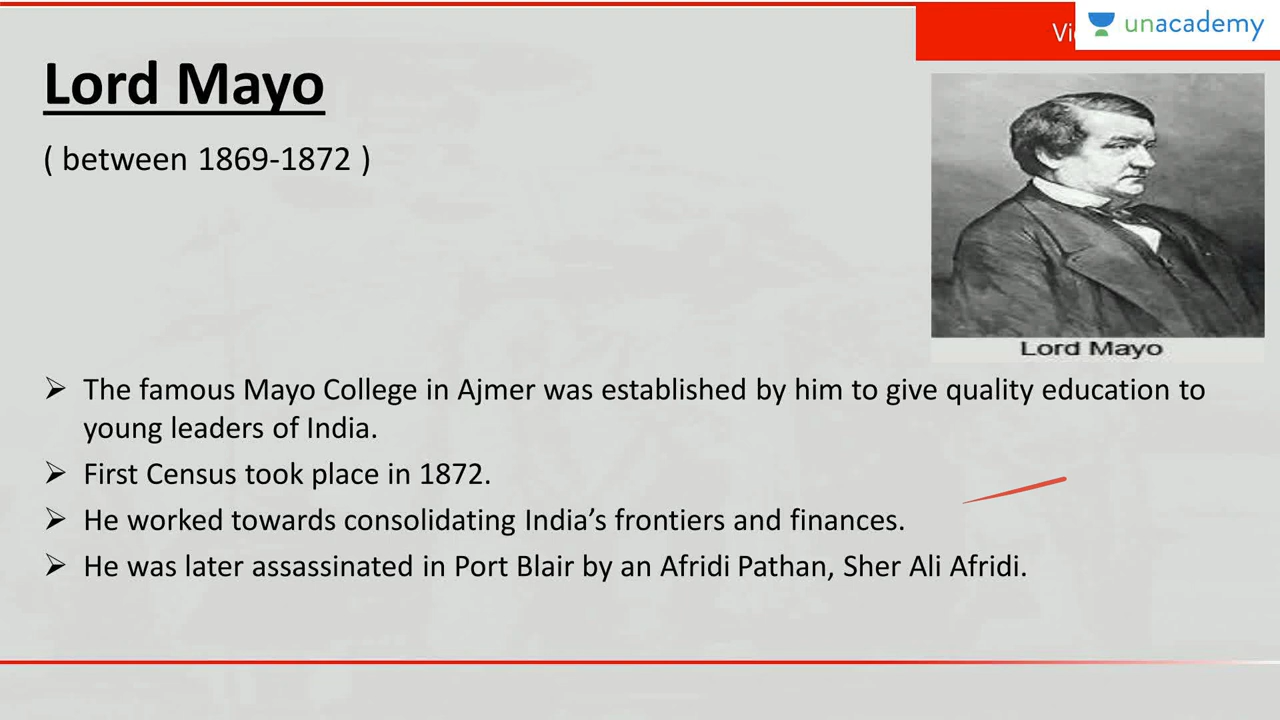 Vi
unacademy
Lord Mayo
( between 1869-1872 )
Lord Mayo
➢ The famous Mayo College in Ajmer was established by him to give quality education to
young leaders of India.
➢ First Census took place in 1872.
➢ He worked towards consolidating India’s frontiers and finances.
➢ He was later assassinated in Port Blair by an Afridi Pathan, Sher Ali Afridi.